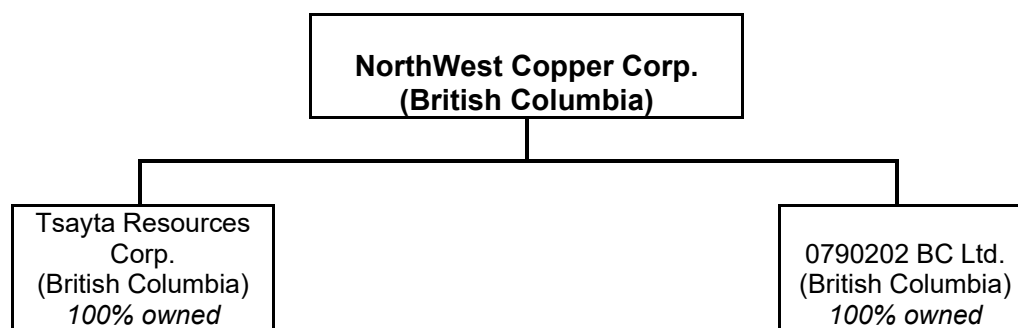 NorthWest Copper Corp.
(British Columbia)
Tsayta Resources
Corp.
(British Columbia)
100% owned
0790202 BC Ltd.
(British Columbia)
100% owned